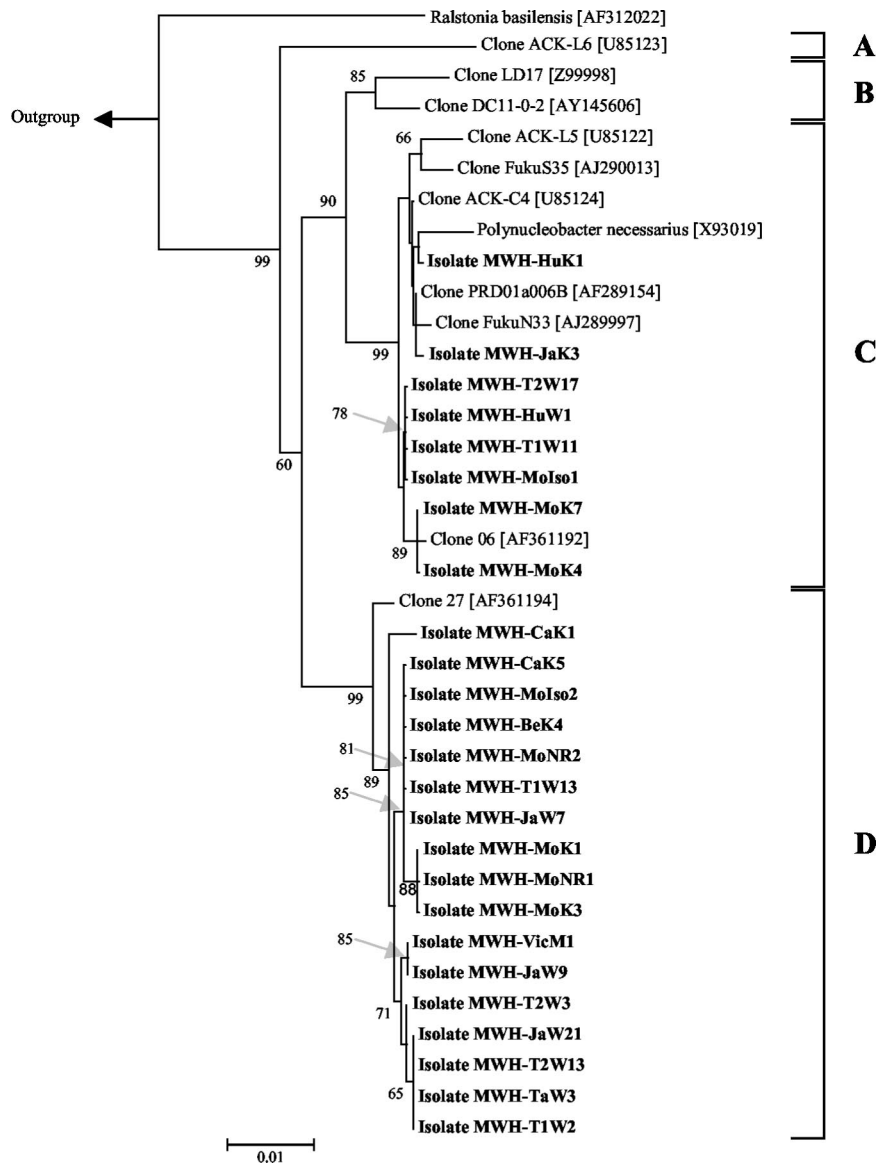 Ralstonia basilensis [AF312022]
Clone ACK-L6 [U85123]
A
85
Clone LD17 [Z99998]
B
Clone DC11-0-2 [AY145606]
Outgroup
66
Clone ACK-L5 [U85122]
Clone FukuS35 [AJ290013]
90
Clone ACK-C4 [U85124]
Polynucleobacter necessarius [X93019]
99
Isolate MWH-HuK1
Clone PRD01a006B [AF289154]
Clone FukuN33 [AJ289997]
99
Isolate MWH-JaK3
C
Isolate MWH-T2W17
78
Isolate MWH-HuW1
Isolate MWH-T1W11
60
Isolate MWH-MoIso1
Isolate MWH-MoK7
Clone 06 [AF361192]
89
Isolate MWH-MoK4
Clone 27 [AF361194]
Isolate MWH-CaK1
Isolate MWH-CaK5
99
Isolate MWH-MoIso2
Isolate MWH-BeK4
81
Isolate MWH-MoNR2
89
Isolate MWH-T1W13
85
Isolate MWH-JaW7
D
Isolate MWH-MoK1
88
Isolate MWH-MoNR1
Isolate MWH-MoK3
85
Isolate MWH-VicM1
Isolate MWH-JaW9
71
Isolate MWH-T2W3
Isolate MWH-JaW21
Isolate MWH-T2W13
65
Isolate MWH-TaW3
Isolate MWH-T1W2
0.01